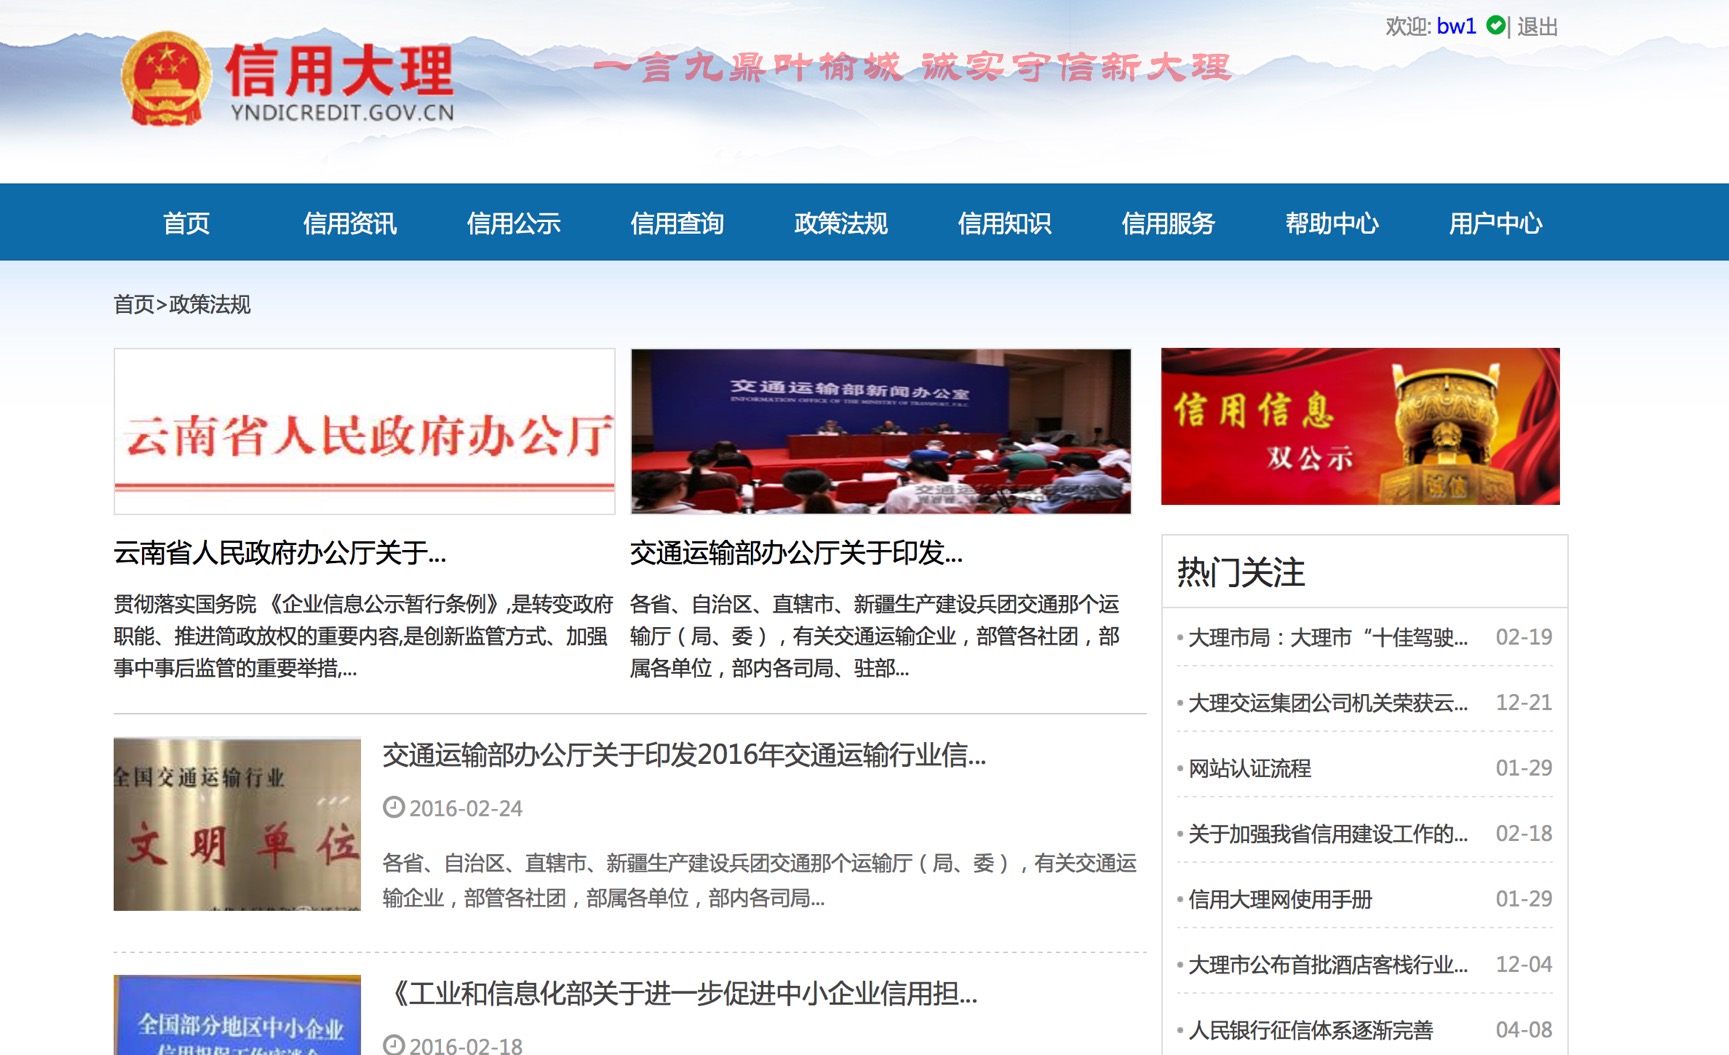 欢迎: bw1 | 退出
信用大理
YNDICREDIT.GOV.CN
一言九鼎叶榆城 诚实守信新大理
首页 信用资讯 信用公示 信用查询 政策法规 信用知识 信用服务 帮助中心 用户中心
首页>政策法规
云南省人民政府办公厅
交通运输部新闻办公室
INFORMATION OFFICE OF THE MINISTRY OF TRANSPORT, P.R.C.
云南省人民政府办公厅关于...
贯彻落实国务院 《企业信息公示暂行条例》,是转变政府
职能、推进简政放权的重要内容,是创新监管方式、加强
事中事后监管的重要举措,...
交通运输部办公厅关于印发...
各省、自治区、直辖市、新疆生产建设兵团交通那个运
输厅（局、委），有关交通运输企业，部管各社团，部
属各单位，部内各司局、驻部...
全国交通运输行业
文明单位
交通运输部办公厅关于印发2016年交通运输行业信...
2016-02-24
各省、自治区、直辖市、新疆生产建设兵团交通那个运输厅（局、委），有关交通运
输企业，部管各社团，部属各单位，部内各司局...
全国部分地区中小企业
《工业和信息化部关于进一步促进中小企业信用担...
2016-02-18
信用信息
双公示
诚信
热门关注
• 大理市局：大理市“十佳驾驶... 02-19
• 大理交运集团公司机关荣获云... 12-21
• 网站认证流程 01-29
• 关于加强我省信用建设工作的... 02-18
• 信用大理网使用手册 01-29
• 大理市公布首批酒店客栈行业... 12-04
• 人民银行征信体系逐渐完善 04-08